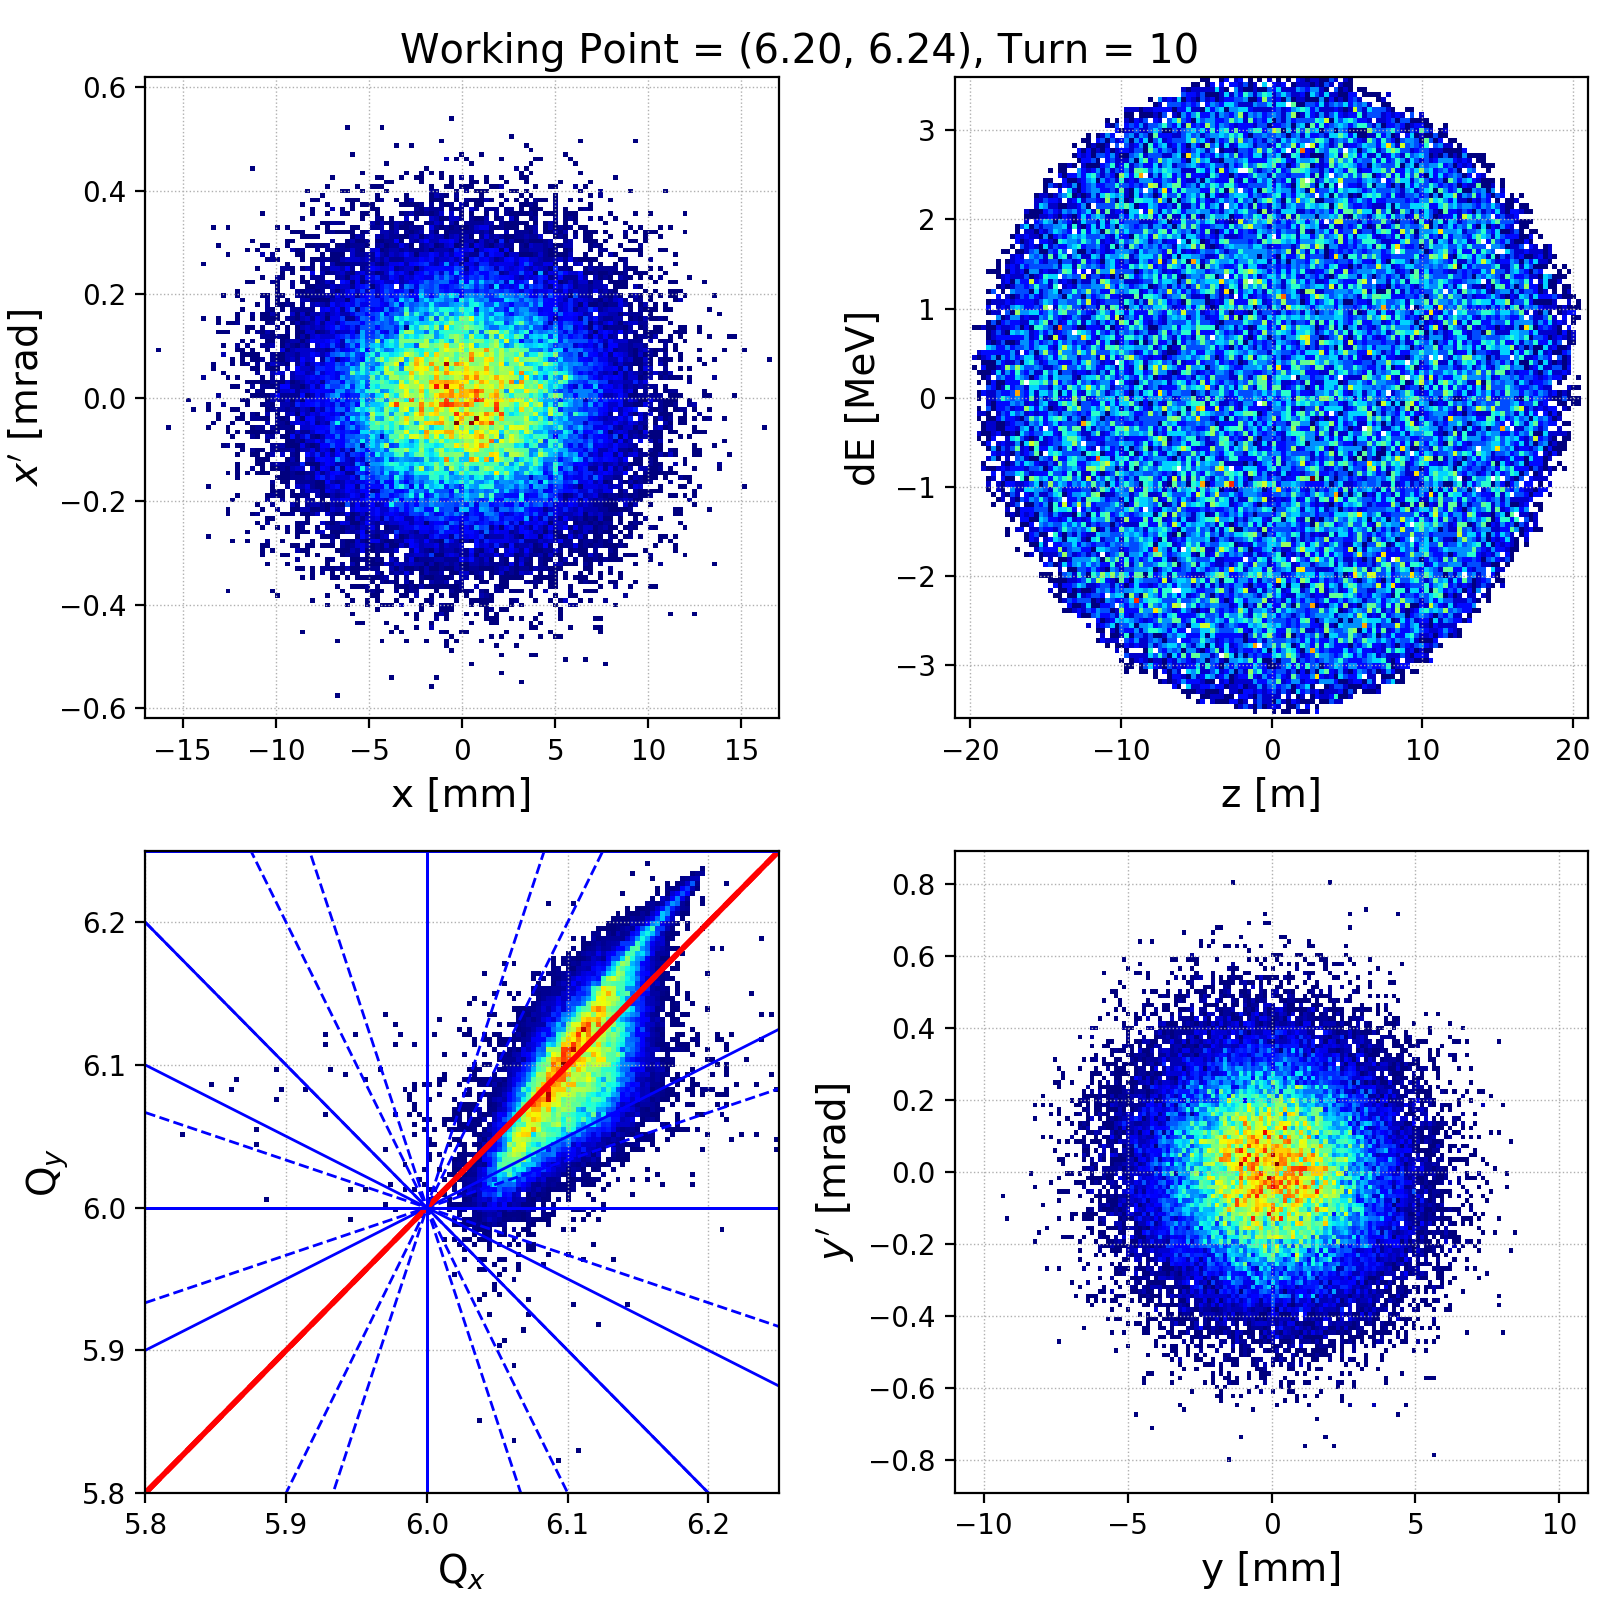 Working Point = (6.20, 6.24), Turn = 10
0.6
0.4
0.2
0.0
−0.2
−0.4
−0.6
x′ [mrad]
−15 −10 −5 0 5 10 15
x [mm]
3
2
1
0
−1
−2
−3
dE [MeV]
−20 −10 0 10 20
z [m]
6.2
6.1
6.0
5.9
5.8
Qy
5.8 5.9 6.0 6.1 6.2
Qx
0.8
0.6
0.4
0.2
0.0
−0.2
−0.4
−0.6
−0.8
y′ [mrad]
−10 −5 0 5 10
y [mm]